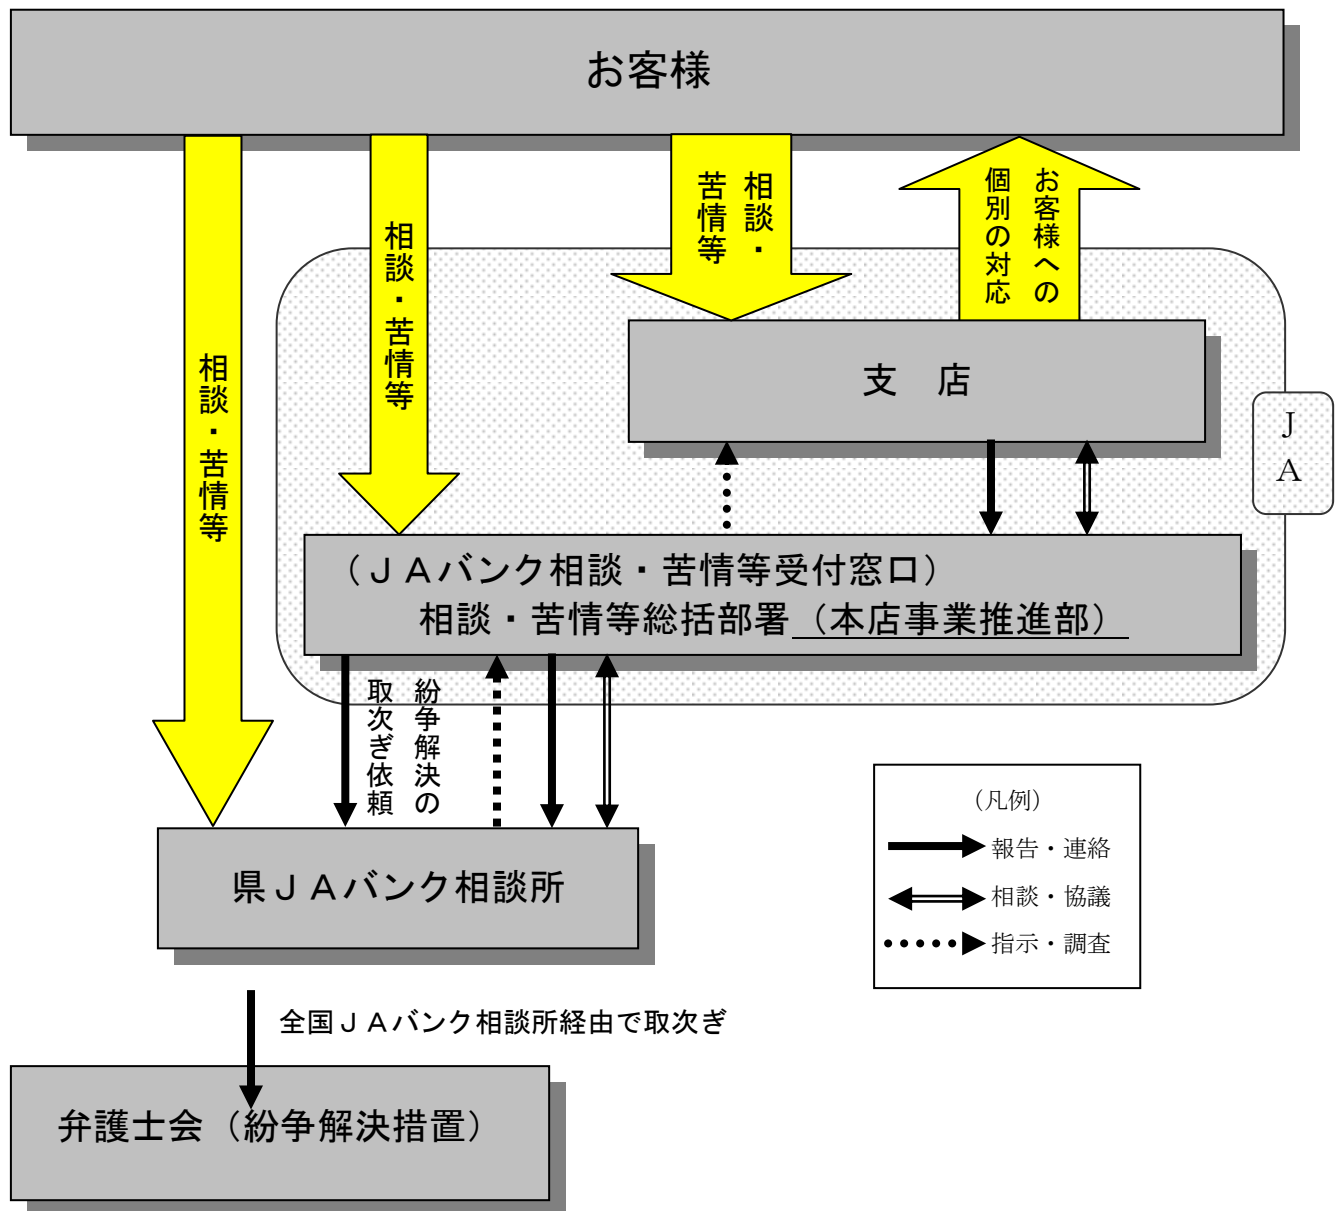 お客様
相談・苦情等
相談・苦情等
相談・
苦情等
お客様への
個別の対応
支　店
ＪＡ
（ＪＡバンク相談・苦情等受付窓口）
相談・苦情等総括部署（本店事業推進部）
紛争解決の
取次ぎ依頼
県ＪＡバンク相談所
（凡例）
報告・連絡
相談・協議
指示・調査
全国ＪＡバンク相談所経由で取次ぎ
弁護士会（紛争解決措置）